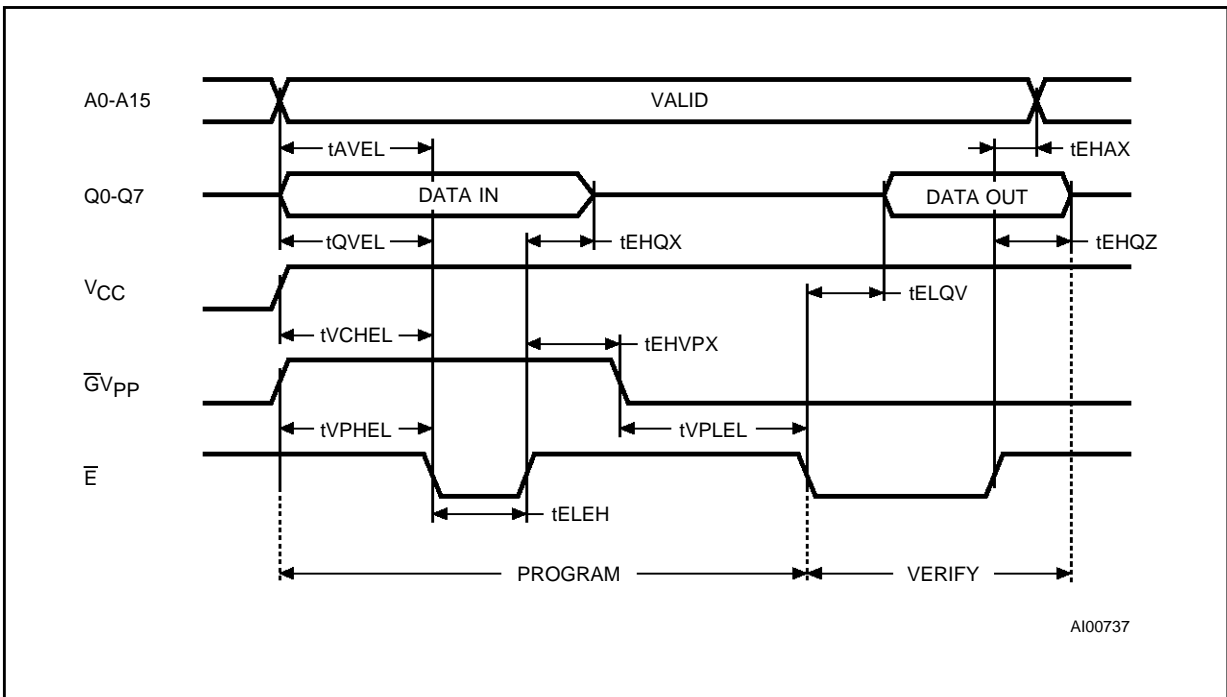 A0-A15
VALID
tAVEL
tEHAX
Q0-Q7
DATA IN
DATA OUT
tQVEL
tEHQX
tEHQZ
VCC
tELQV
tVCHEL
tEHVPX
G̅VPP
tVPHEL
tVPLEL
E̅
tELEH
PROGRAM
VERIFY
AI00737